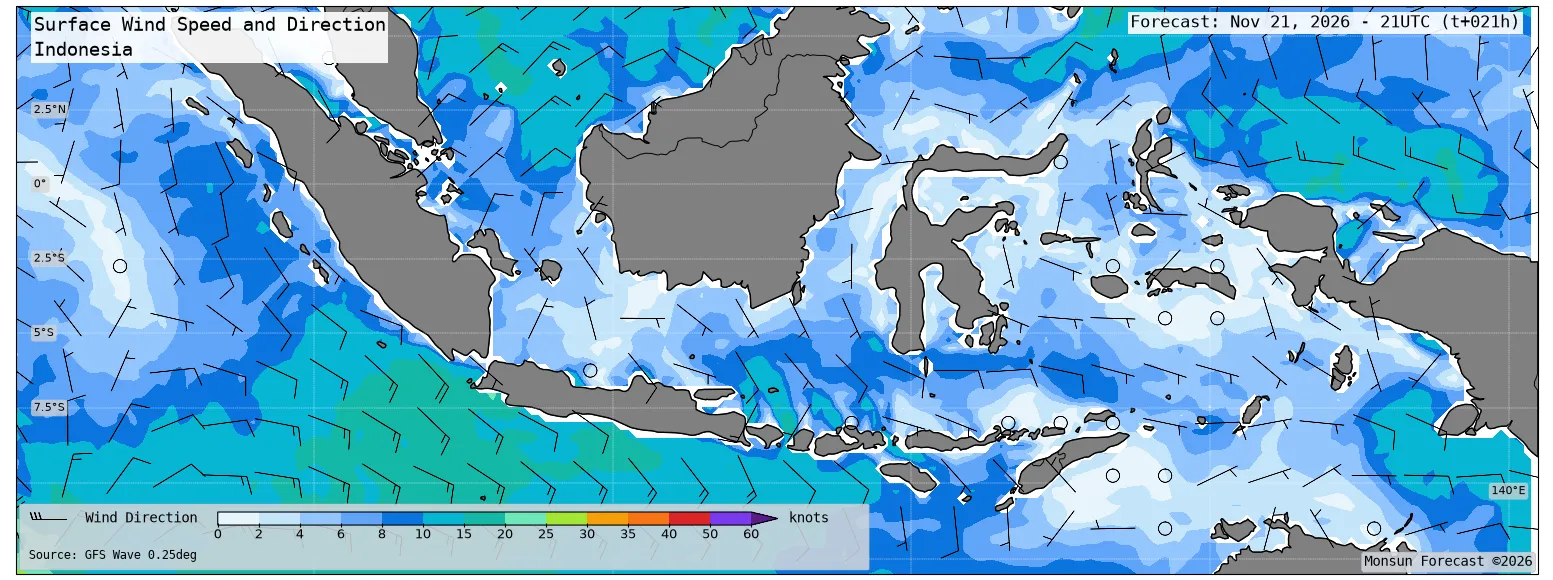 Surface Wind Speed and Direction
Indonesia
Forecast: Nov 21, 2026 - 21UTC (t+021h)
2.5°N
0°
2.5°S
5°S
7.5°S
140°E
Wind Direction
0 2 4 6 8 10 15 20 25 30 35 40 50 60
knots
Source: GFS Wave 0.25deg
Monsun Forecast ©2026